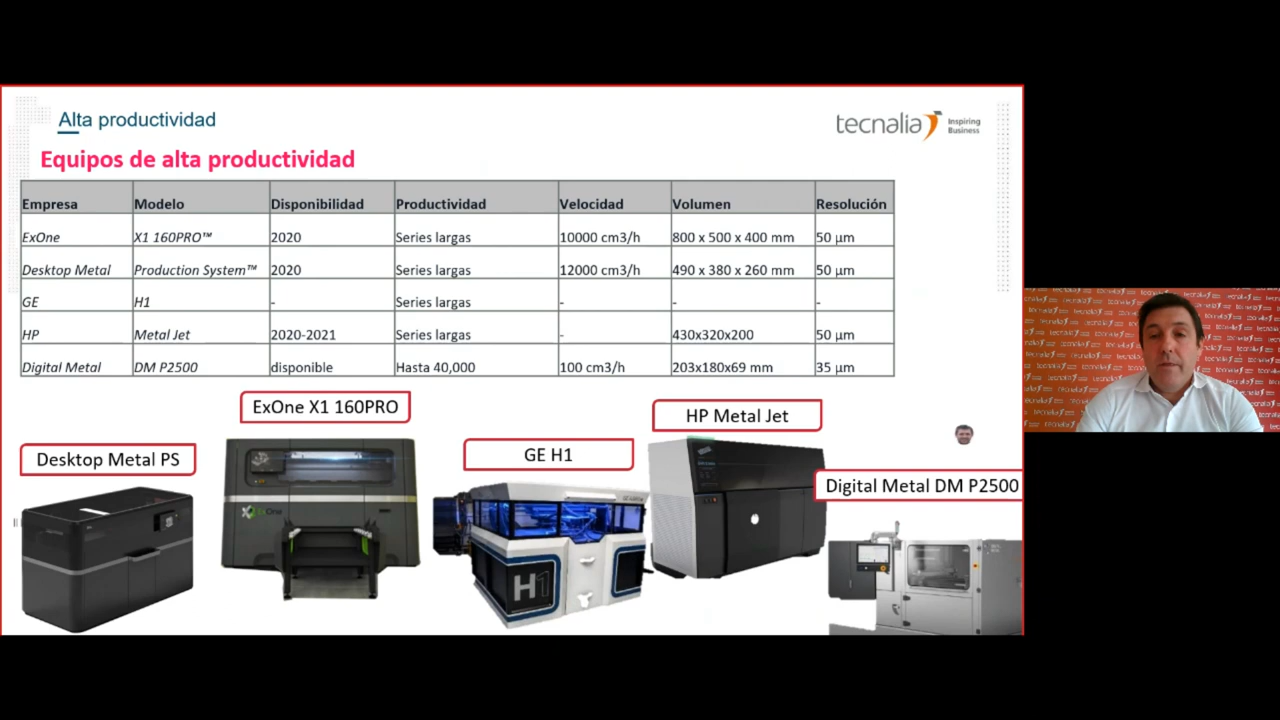 Alta productividad
tecnalia Inspiring Business
Equipos de alta productividad
Empresa Modelo Disponibilidad Productividad Velocidad Volumen Resolución
ExOne X1 160PRO™ 2020 Series largas 10000 cm3/h 800 x 500 x 400 mm 50 µm
Desktop Metal Production System™ 2020 Series largas 12000 cm3/h 490 x 380 x 260 mm 50 µm
GE H1 - Series largas - - -
HP Metal Jet 2020-2021 Series largas - 430x320x200 50 µm
Digital Metal DM P2500 disponible Hasta 40,000 100 cm3/h 203x180x69 mm 35 µm
ExOne X1 160PRO
HP Metal Jet
Desktop Metal PS
GE H1
Digital Metal DM P2500
ExOne
H1
tecnalia